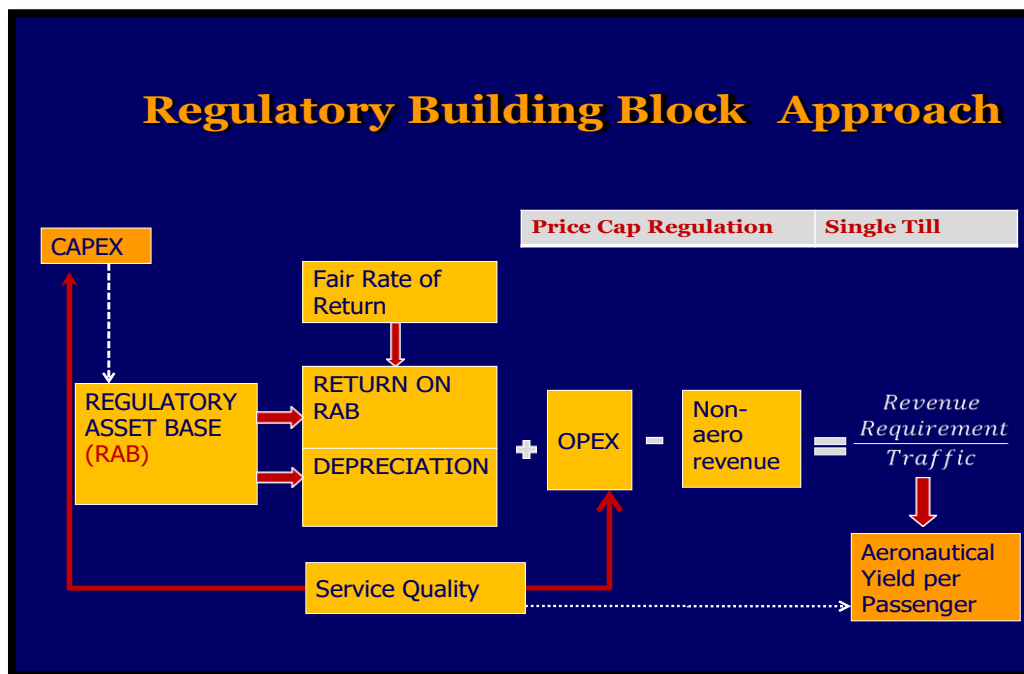 Regulatory Building Block Approach
Price Cap Regulation Single Till
CAPEX
Fair Rate of
Return
REGULATORY
ASSET BASE
(RAB)
RETURN ON
RAB
DEPRECIATION
+
OPEX
-
Non-
aero
revenue
=
Revenue
Requirement
Traffic
Service Quality
Aeronautical
Yield per
Passenger